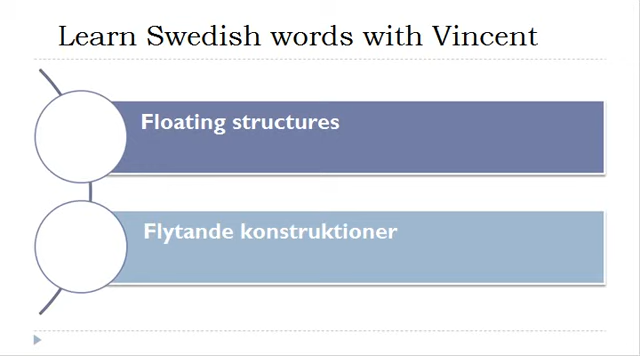 Learn Swedish words with Vincent
Floating structures
Flytande konstruktioner